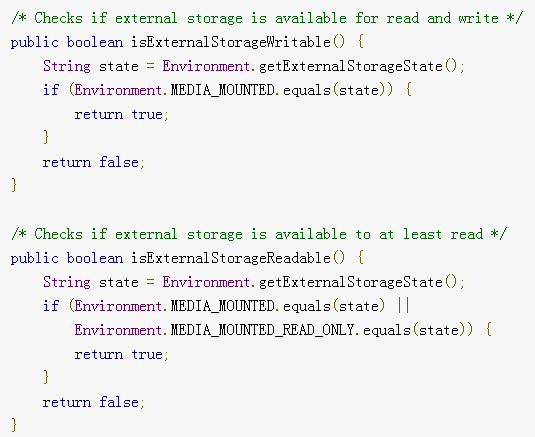 /* Checks if external storage is available for read and write */
public boolean isExternalStorageWritable() {
    String state = Environment.getExternalStorageState();
    if (Environment.MEDIA_MOUNTED.equals(state)) {
        return true;
    }
    return false;
}

/* Checks if external storage is available to at least read */
public boolean isExternalStorageReadable() {
    String state = Environment.getExternalStorageState();
    if (Environment.MEDIA_MOUNTED.equals(state) ||
        Environment.MEDIA_MOUNTED_READ_ONLY.equals(state)) {
        return true;
    }
    return false;
}